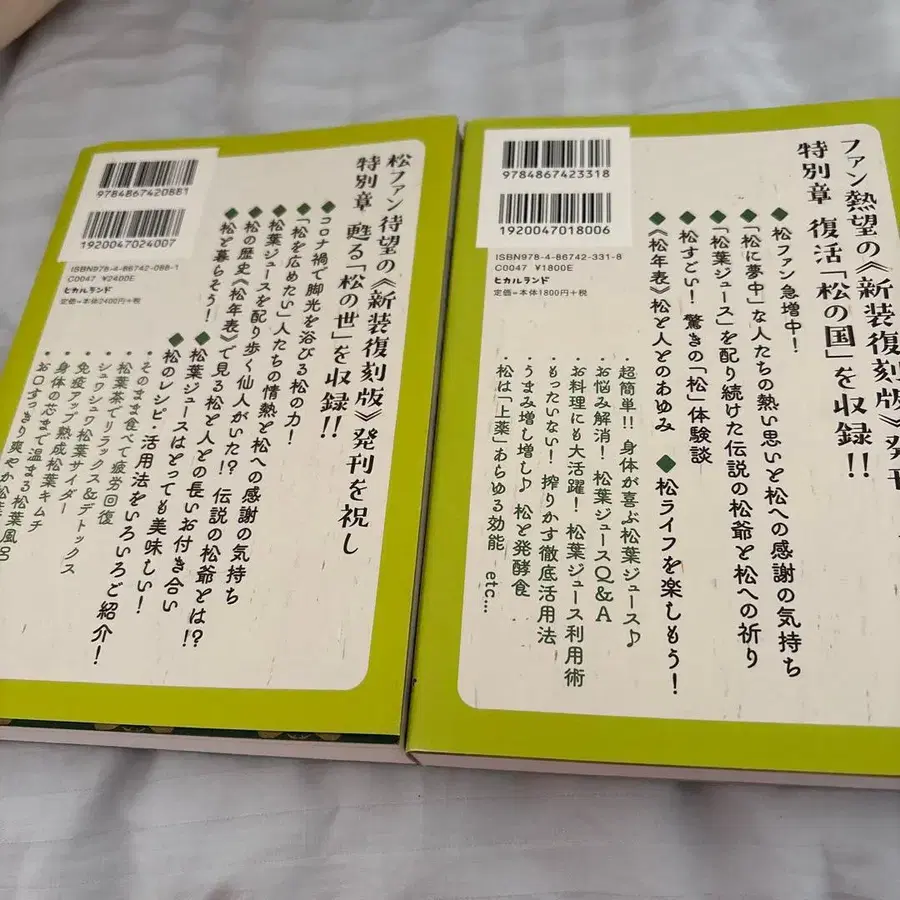 9784867420881
1920047024007
ISBN978-4-86742-088-1
C0047 ¥2400E
ヒカルランド
定価=本体2400円+税
松ファン待望の《新装復刻版》発刊を祝し
特別章 甦る「松の世」を収録!!
◆コロナ禍で脚光を浴びる松の力!
◆「松を広めたい」人たちの情熱と松への感謝の気持ち
◆松葉ジュースを配り歩く仙人がいた!? 伝説の松爺とは!?
◆松の歴史《松年表》で見る松と人との長いお付き合い
◆松と暮らそう! ◆松葉ジュースはとっても美味しい!
◆松のレシピ・活用法をいろいろご紹介!
・そのまま食べて疲労回復
・松葉茶でリラックス&デトックス
・シュワシュワ松葉サイダー
・免疫アップ熟成松葉キムチ
・身体の芯まで温まる松葉風呂
・お口すっきり爽やか松葉
9784867423318
1920047018006
ISBN978-4-86742-331-8
C0047 ¥1800E
ヒカルランド
定価=本体1800円+税
ファン熱望の《新装復刻版》発刊
特別章 復活「松の国」を収録!!
◆松ファン急増中!
◆「松に夢中」な人たちの熱い思いと松への感謝の気持ち
◆「松葉ジュース」を配り続けた伝説の松爺と松への祈り
◆松すごい! 驚きの「松」体験談
◆《松年表》松と人とのあゆみ ◆松ライフを楽しもう!
・超簡単!! 身体が喜ぶ松葉ジュース♪
・お悩み解消! 松葉ジュースQ&A
・お料理にも大活躍! 松葉ジュース利用術
・もったいない! 搾りかす徹底活用法
・うまみ増し増し♪ 松と発酵食
・松は「上薬」あらゆる効能 etc…